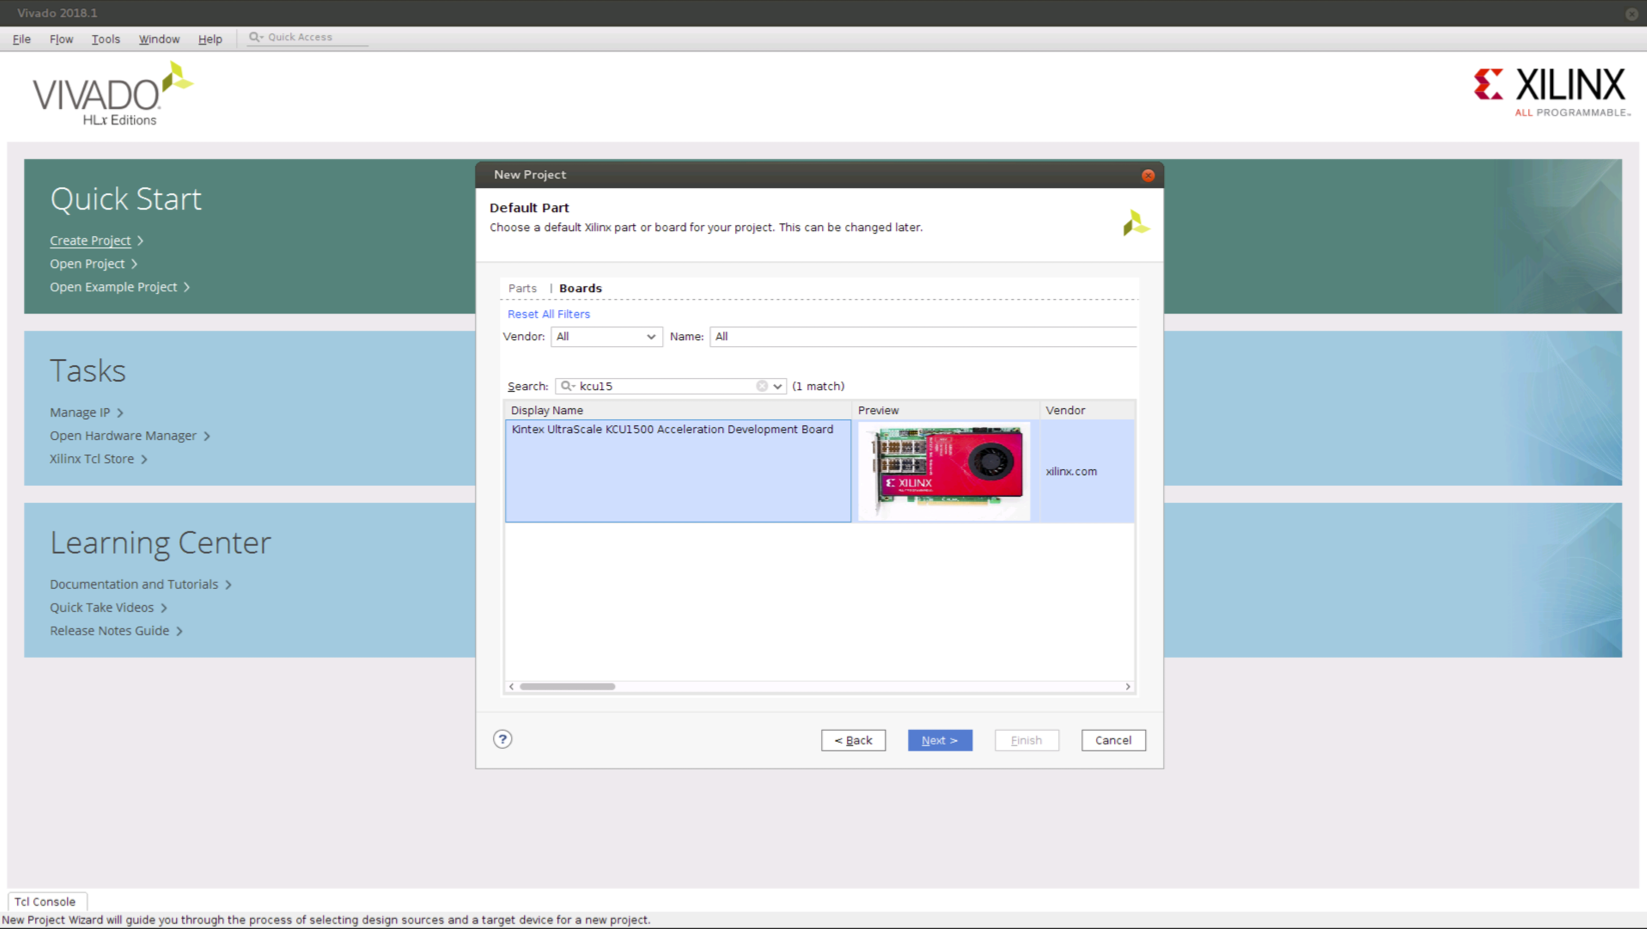 Vivado 2018.1
File Flow Tools Window Help Quick Access
VIVADO
HLx Editions
XILINX
ALL PROGRAMMABLE
Quick Start
Create Project >
Open Project >
Open Example Project >
Tasks
Manage IP >
Open Hardware Manager >
Xilinx Tcl Store >
Learning Center
Documentation and Tutorials >
Quick Take Videos >
Release Notes Guide >
New Project
Default Part
Choose a default Xilinx part or board for your project. This can be changed later.
Parts | Boards
Reset All Filters
Vendor: All Name: All
Search: kcu15 (1 match)
Display Name Preview Vendor
Kintex UltraScale KCU1500 Acceleration Development Board
XILINX
xilinx.com
? < Back Next > Finish Cancel
Tcl Console
New Project Wizard will guide you through the process of selecting design sources and a target device for a new project.